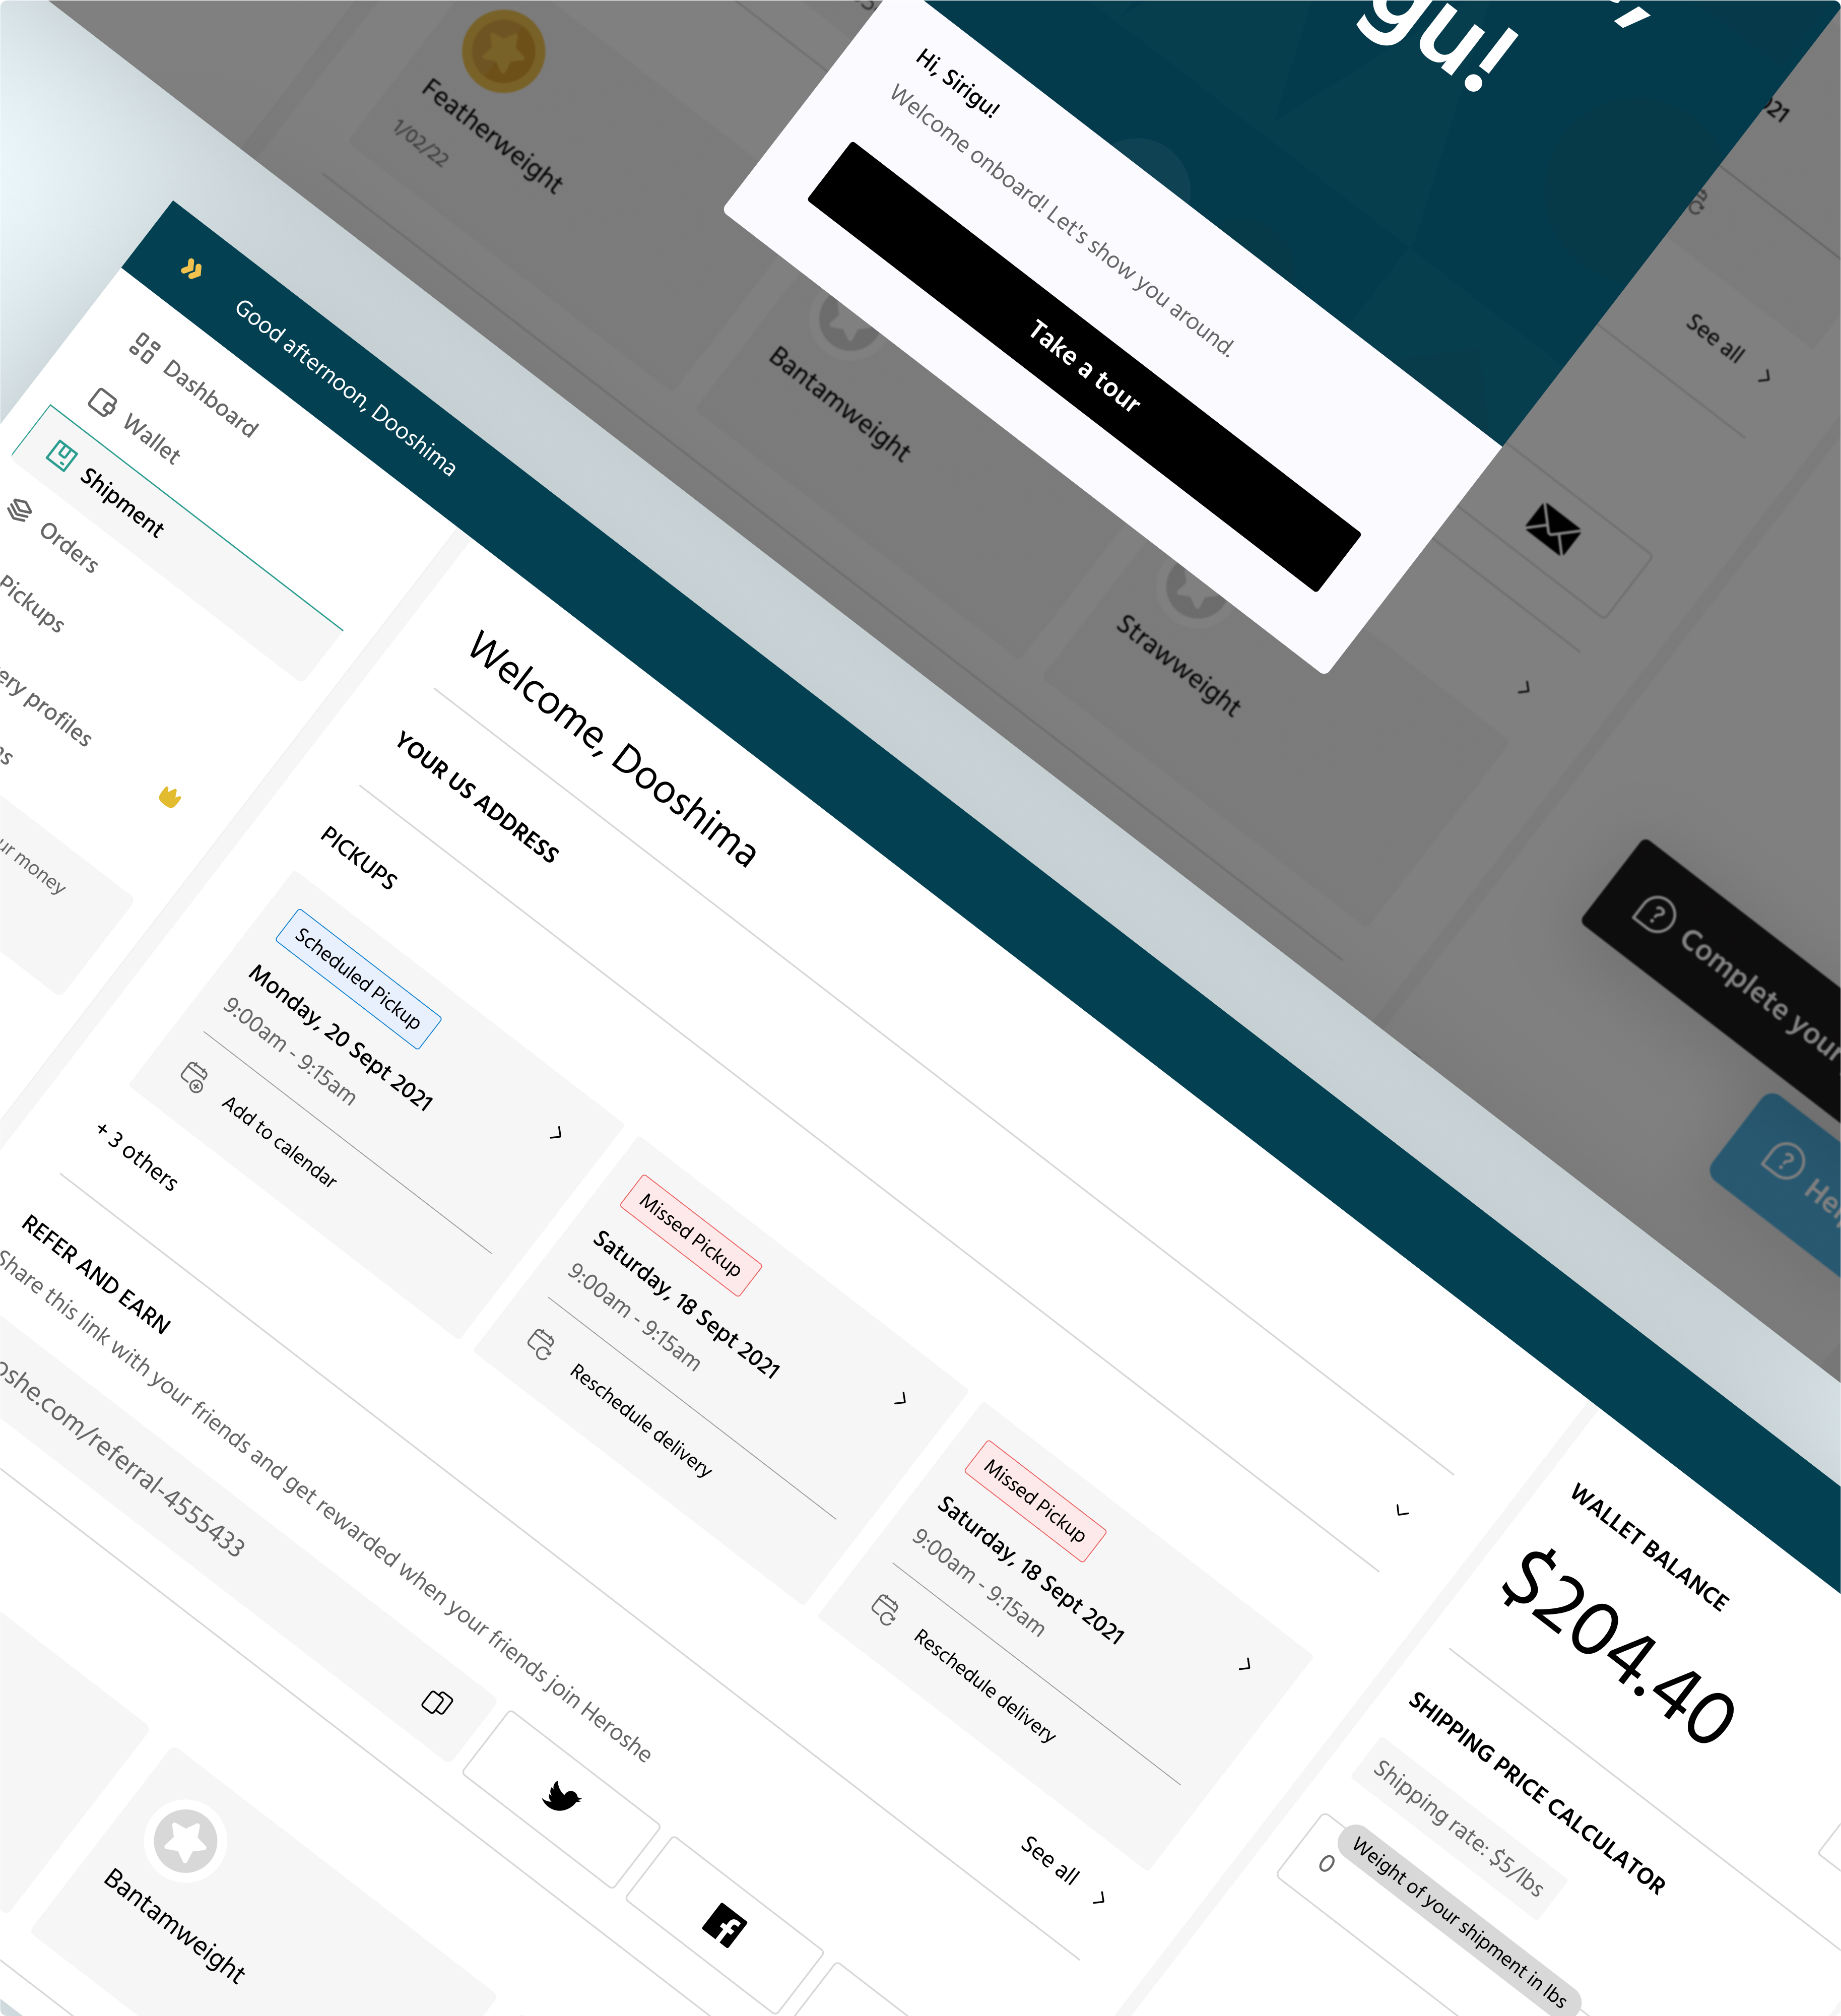 gu!
Hi, Sirigu!
Welcome onboard! Let's show you around.
Take a tour
Featherweight
1/02/22
Bantamweight
Strawweight
See all
Complete your
Good afternoon, Dooshima
Dashboard
Wallet
Shipment
Orders
Pickups
ery profiles
ur money
Welcome, Dooshima
YOUR US ADDRESS
PICKUPS
Scheduled Pickup
Monday, 20 Sept 2021
9:00am - 9:15am
Add to calendar
Missed Pickup
Saturday, 18 Sept 2021
9:00am - 9:15am
Reschedule delivery
Missed Pickup
Saturday, 18 Sept 2021
9:00am - 9:15am
Reschedule delivery
+ 3 others
See all
REFER AND EARN
Share this link with your friends and get rewarded when your friends join Heroshe
oshe.com/referral-4555433
Bantamweight
WALLET BALANCE
$204.40
SHIPPING PRICE CALCULATOR
Shipping rate: $5/lbs
0
Weight of your shipment in lbs